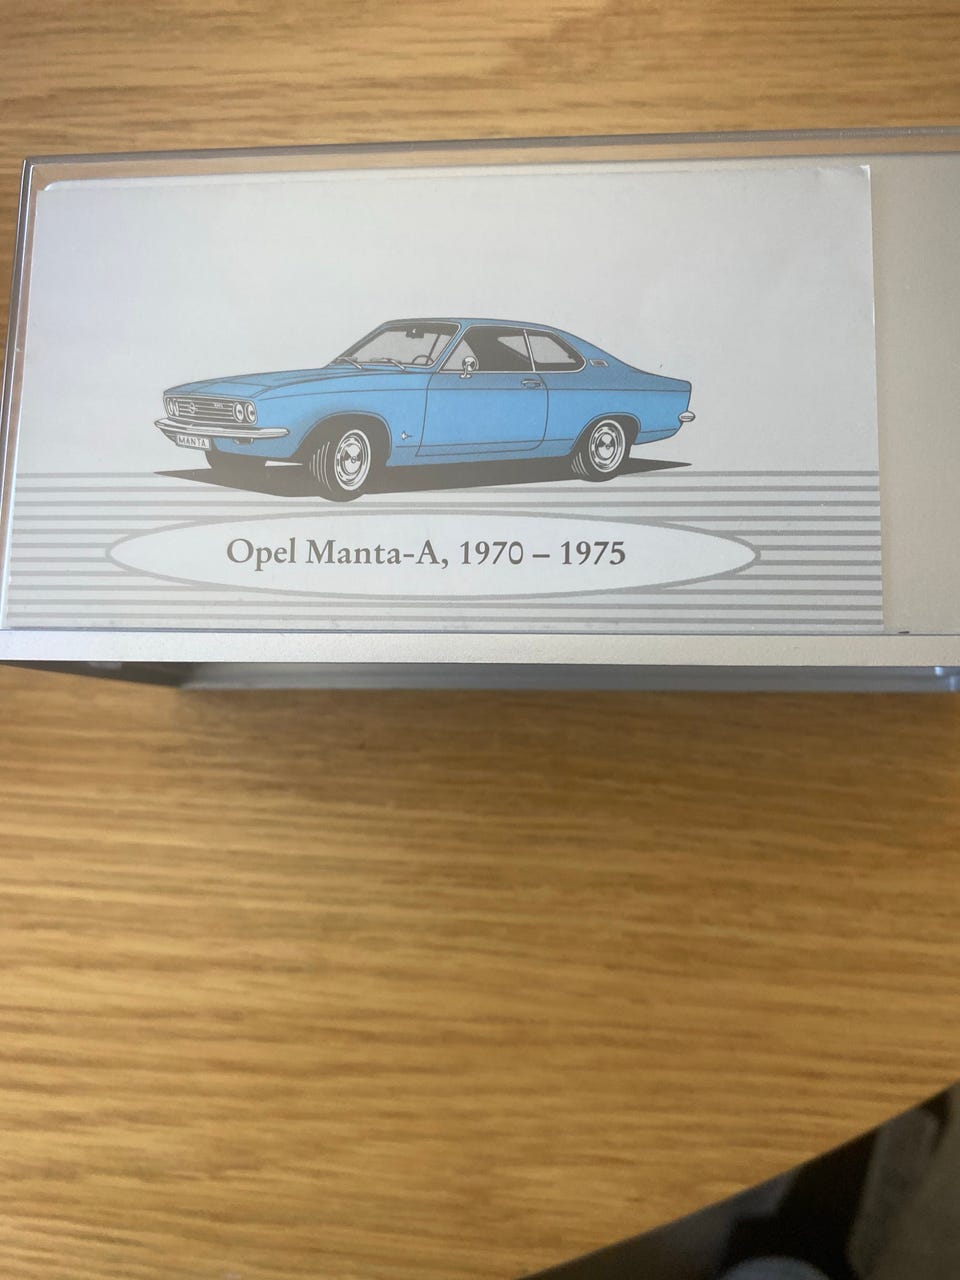 MANTA
Opel Manta-A, 1970 – 1975